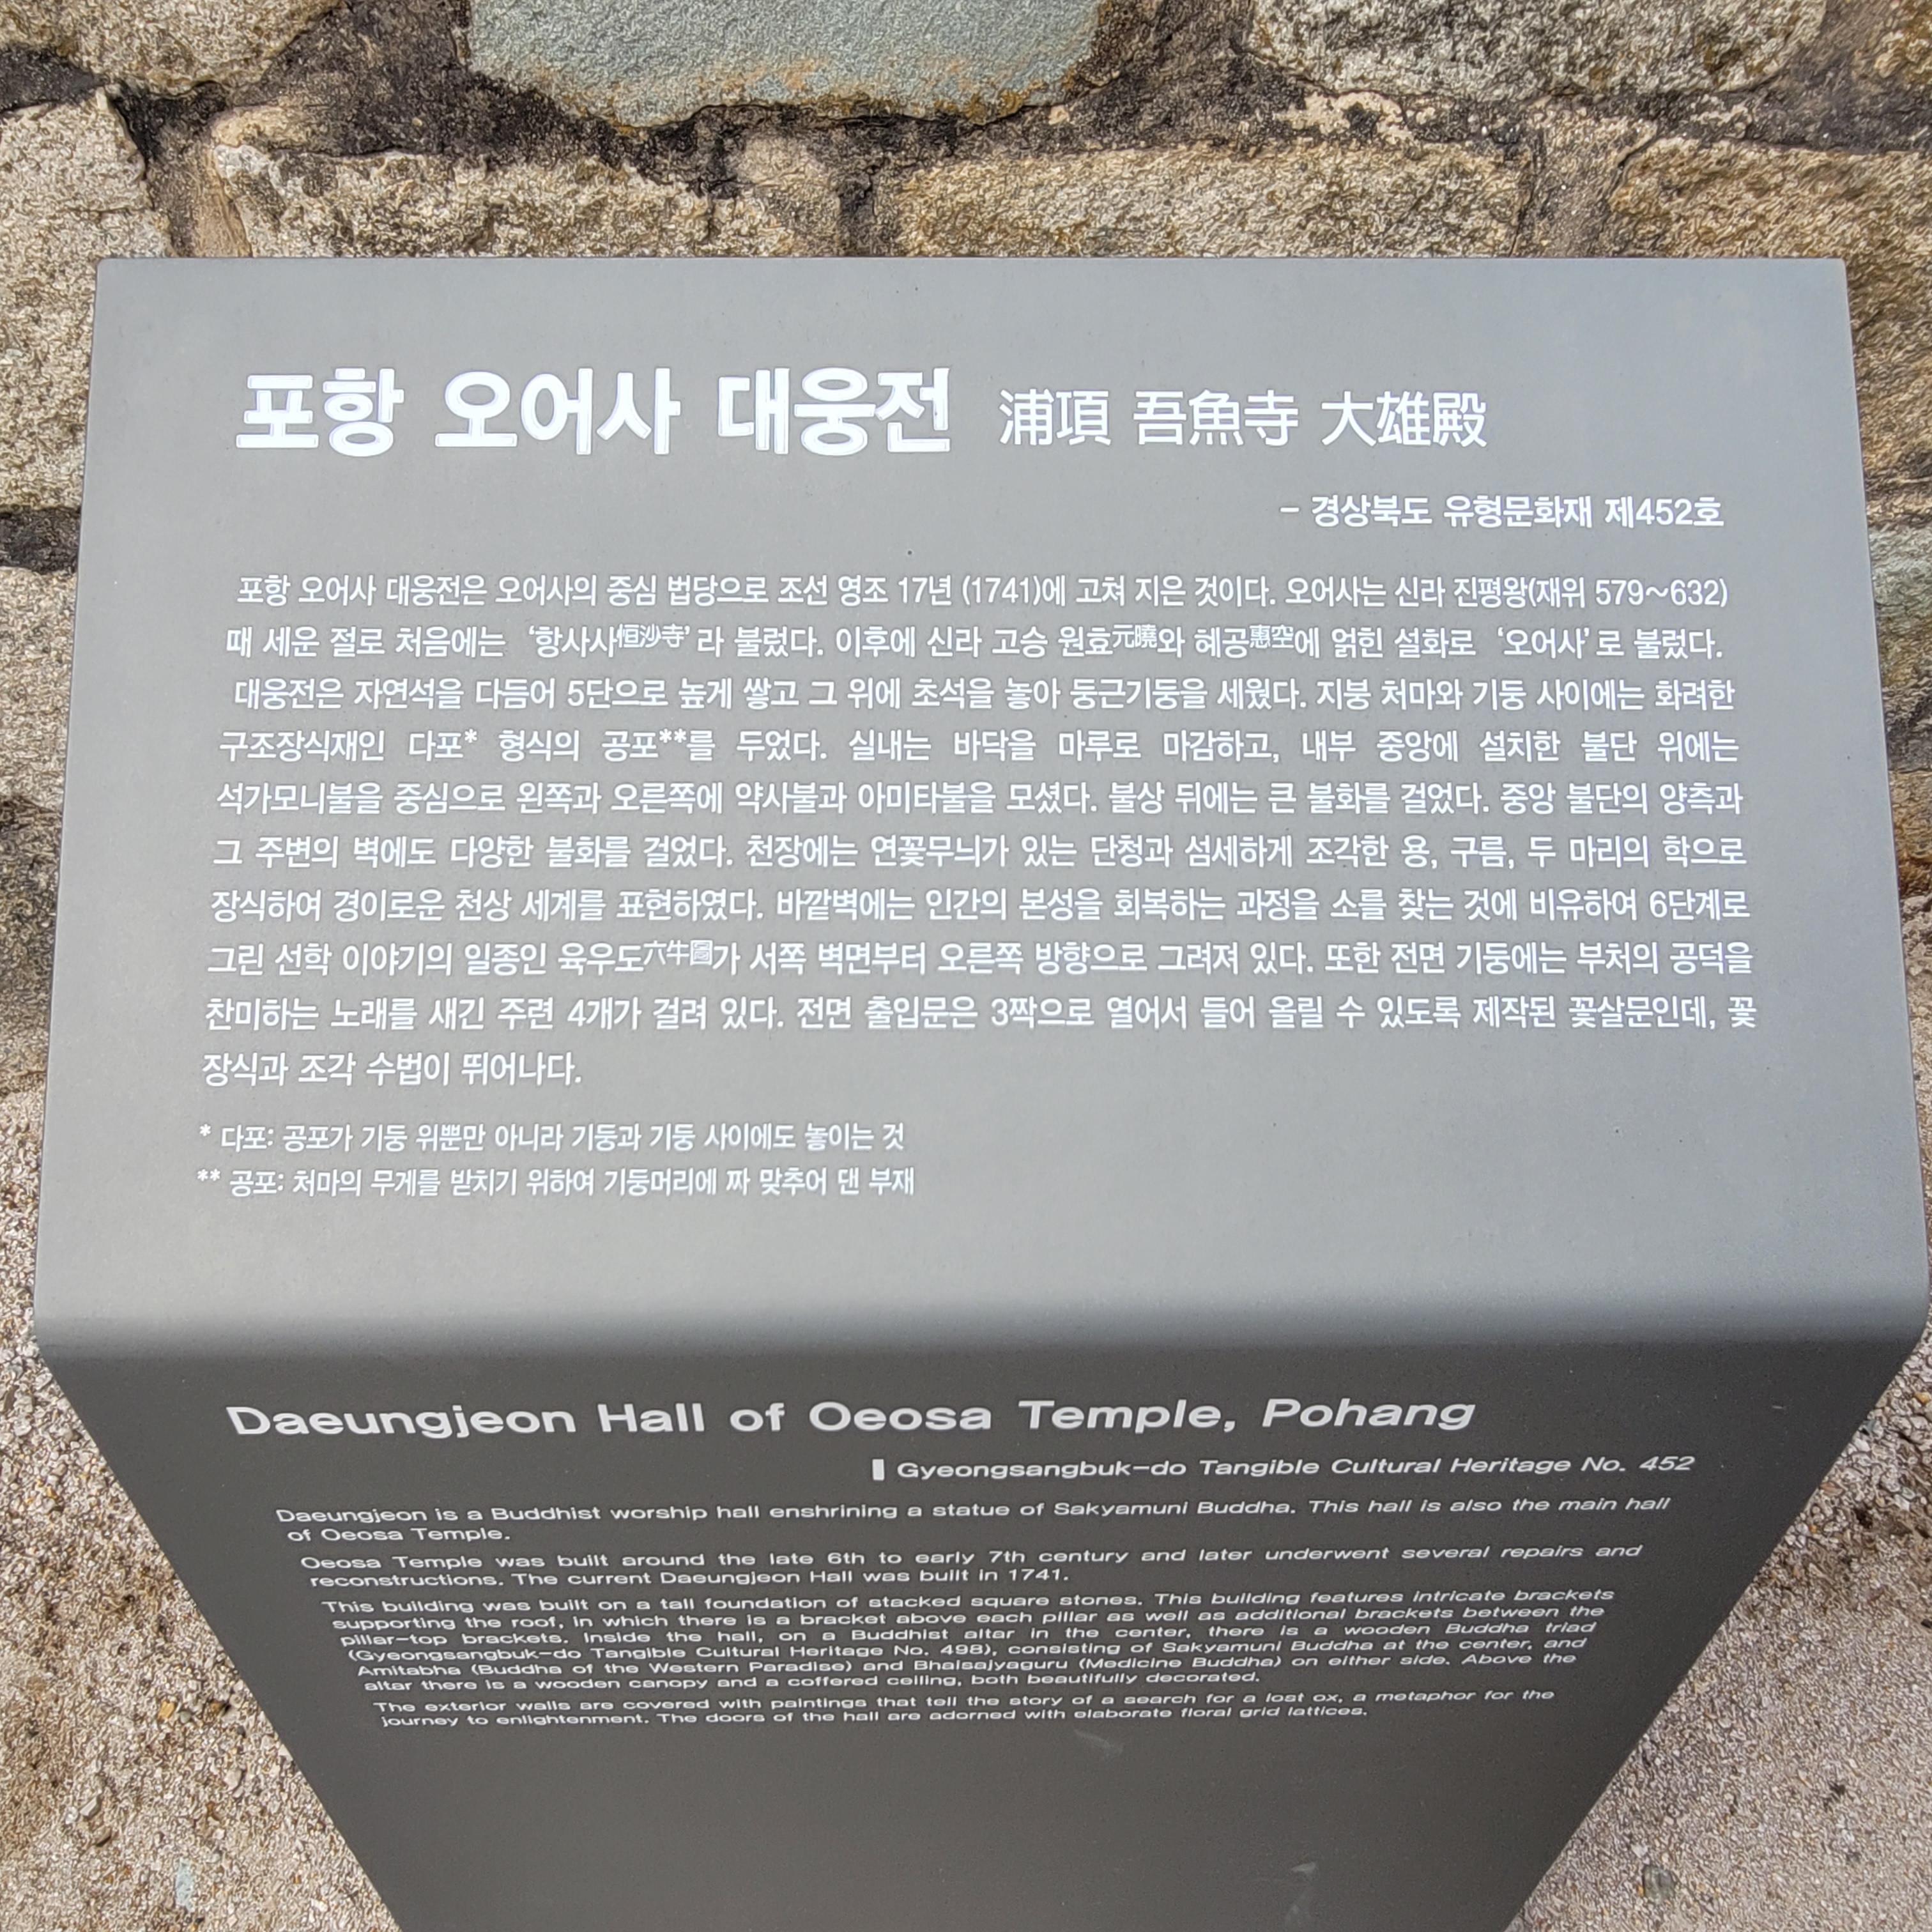 포항 오어사 대웅전 浦項 吾魚寺 大雄殿
- 경상북도 유형문화재 제452호
포항 오어사 대웅전은 오어사의 중심 법당으로 조선 영조 17년 (1741)에 고쳐 지은 것이다. 오어사는 신라 진평왕(재위 579~632)
때 세운 절로 처음에는 ‘항사사恒沙寺’라 불렀다. 이후에 신라 고승 원효元曉와 혜공惠空에 얽힌 설화로 ‘오어사’로 불렀다.
대웅전은 자연석을 다듬어 5단으로 높게 쌓고 그 위에 초석을 놓아 둥근기둥을 세웠다. 지붕 처마와 기둥 사이에는 화려한
구조장식재인 다포* 형식의 공포**를 두었다. 실내는 바닥을 마루로 마감하고, 내부 중앙에 설치한 불단 위에는
석가모니불을 중심으로 왼쪽과 오른쪽에 약사불과 아미타불을 모셨다. 불상 뒤에는 큰 불화를 걸었다. 중앙 불단의 양측과
그 주변의 벽에도 다양한 불화를 걸었다. 천장에는 연꽃무늬가 있는 단청과 섬세하게 조각한 용, 구름, 두 마리의 학으로
장식하여 경이로운 천상 세계를 표현하였다. 바깥벽에는 인간의 본성을 회복하는 과정을 소를 찾는 것에 비유하여 6단계로
그린 선학 이야기의 일종인 육우도六牛圖가 서쪽 벽면부터 오른쪽 방향으로 그려져 있다. 또한 전면 기둥에는 부처의 공덕을
찬미하는 노래를 새긴 주련 4개가 걸려 있다. 전면 출입문은 3짝으로 열어서 들어 올릴 수 있도록 제작된 꽃살문인데, 꽃
장식과 조각 수법이 뛰어나다.
* 다포: 공포가 기둥 위뿐만 아니라 기둥과 기둥 사이에도 놓이는 것
** 공포: 처마의 무게를 받치기 위하여 기둥머리에 짜 맞추어 댄 부재
Daeungjeon Hall of Oeosa Temple, Pohang
Gyeongsangbuk-do Tangible Cultural Heritage No. 452
Daeungjeon is a Buddhist worship hall enshrining a statue of Sakyamuni Buddha. This hall is also the main hall
of Oeosa Temple.
Oeosa Temple was built around the late 6th to early 7th century and later underwent several repairs and
reconstructions. The current Daeungjeon Hall was built in 1741.
This building was built on a tall foundation of stacked square stones. This building features intricate brackets
supporting the roof, in which there is a bracket above each pillar as well as additional brackets between the
pillar-top brackets. Inside the hall, on a Buddhist altar in the center, there is a wooden Buddha triad
(Gyeongsangbuk-do Tangible Cultural Heritage No. 498), consisting of Sakyamuni Buddha at the center, and
Amitabha (Buddha of the Western Paradise) and Bhaisajyaguru (Medicine Buddha) on either side. Above the
altar there is a wooden canopy and a coffered ceiling, both beautifully decorated.
The exterior walls are covered with paintings that tell the story of a search for a lost ox, a metaphor for the
journey to enlightenment. The doors of the hall are adorned with elaborate floral grid lattices.